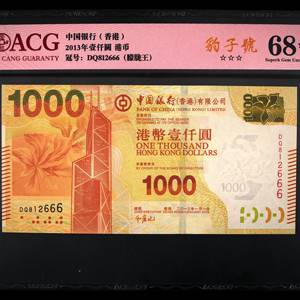 ACG
CANG GUARANTY
中国银行（香港）
2013年壹仟圆 港币
冠号：DQ812666（朦胧王）
豹子號
☆☆☆
68
Superb Gem Unc
1000
中國銀行(香港)有限公司
BANK OF CHINA (HONG KONG) LIMITED
港幣壹仟圓
ONE THOUSAND
HONG KONG DOLLARS
1000
DQ812666
DQ812666